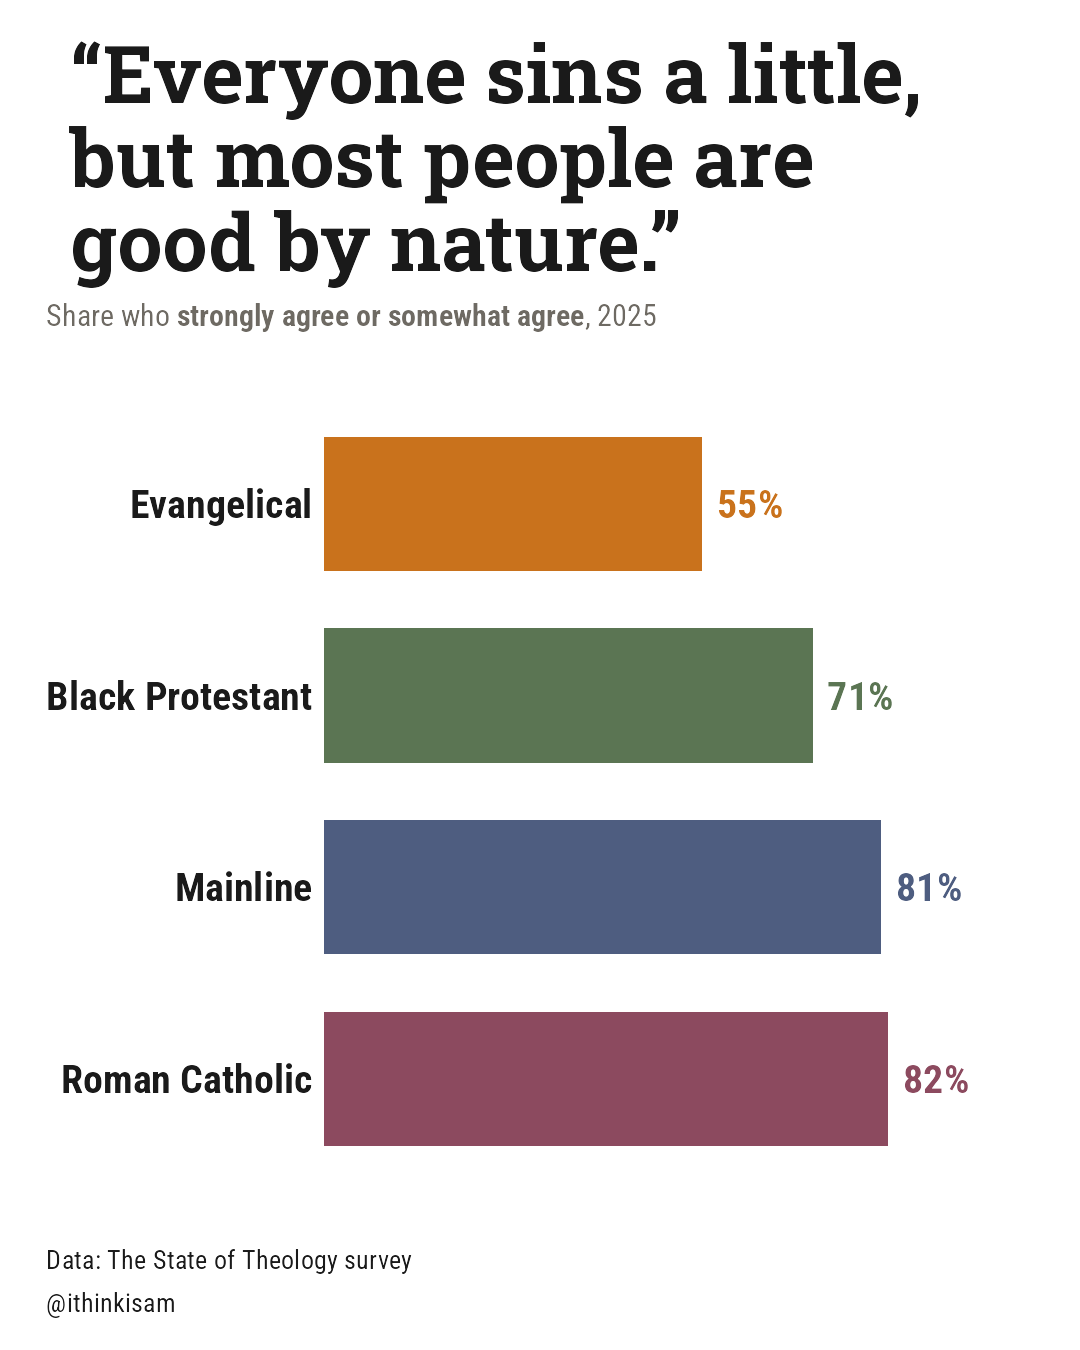 “Everyone sins a little,
but most people are
good by nature.”
Share who strongly agree or somewhat agree, 2025
Evangelical 55%
Black Protestant 71%
Mainline 81%
Roman Catholic 82%
Data: The State of Theology survey
@ithinkisam